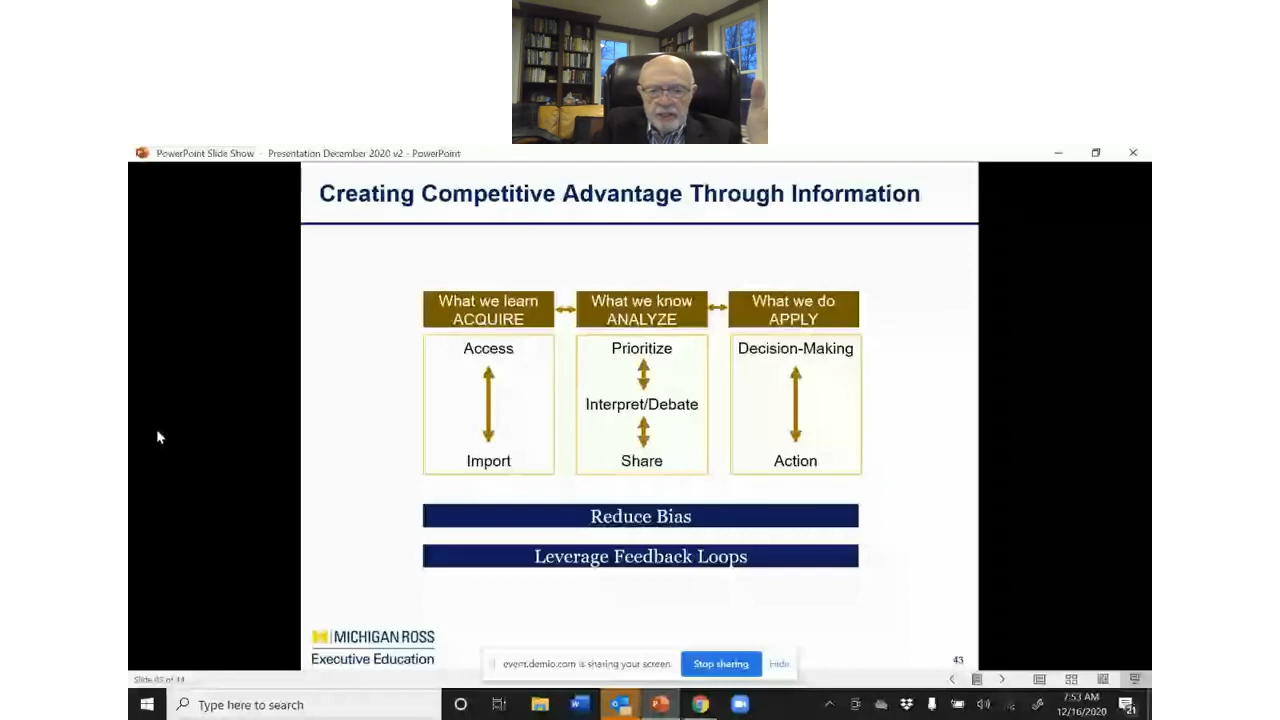 PowerPoint Slide Show - Presentation December 2020 v2 - PowerPoint
Creating Competitive Advantage Through Information
What we learn
ACQUIRE
What we know
ANALYZE
What we do
APPLY
Access
Import
Prioritize
Interpret/Debate
Share
Decision-Making
Action
Reduce Bias
Leverage Feedback Loops
M MICHIGAN ROSS
Executive Education
event.demio.com is sharing your screen.
Stop sharing
Hide
43
Type here to search
7:53 AM
12/16/2020
21